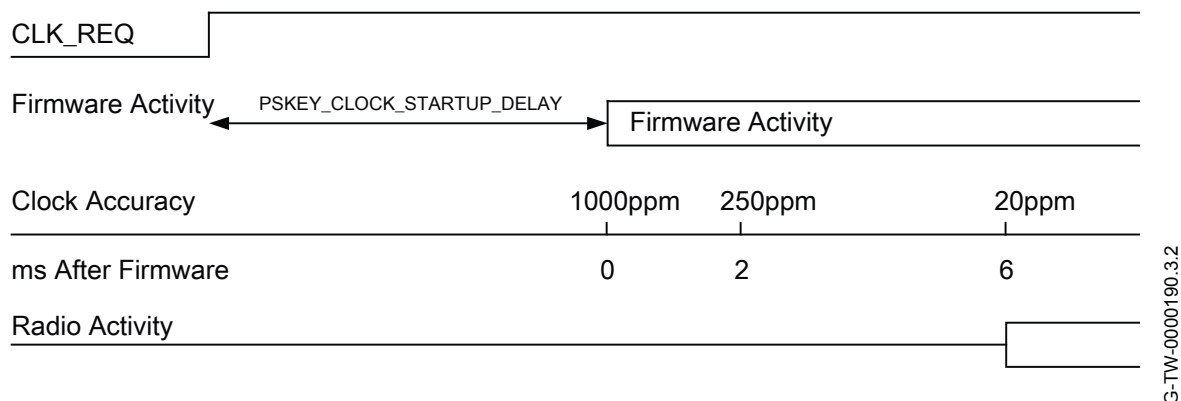 CLK_REQ
Firmware Activity
PSKEY_CLOCK_STARTUP_DELAY
Firmware Activity
Clock Accuracy
1000ppm 250ppm 20ppm
ms After Firmware
0 2 6
Radio Activity
G-TW-0000190.3.2